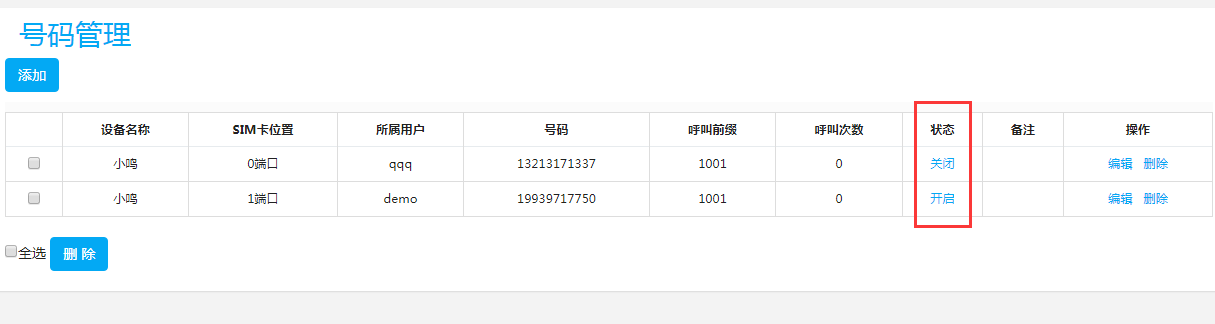 号码管理
添加
设备名称 SIM卡位置 所属用户 号码 呼叫前缀 呼叫次数 状态 备注 操作
小鸣 0端口 qqq 13213171337 1001 0 关闭 编辑 删除
小鸣 1端口 demo 19939717750 1001 0 开启 编辑 删除
全选 删 除